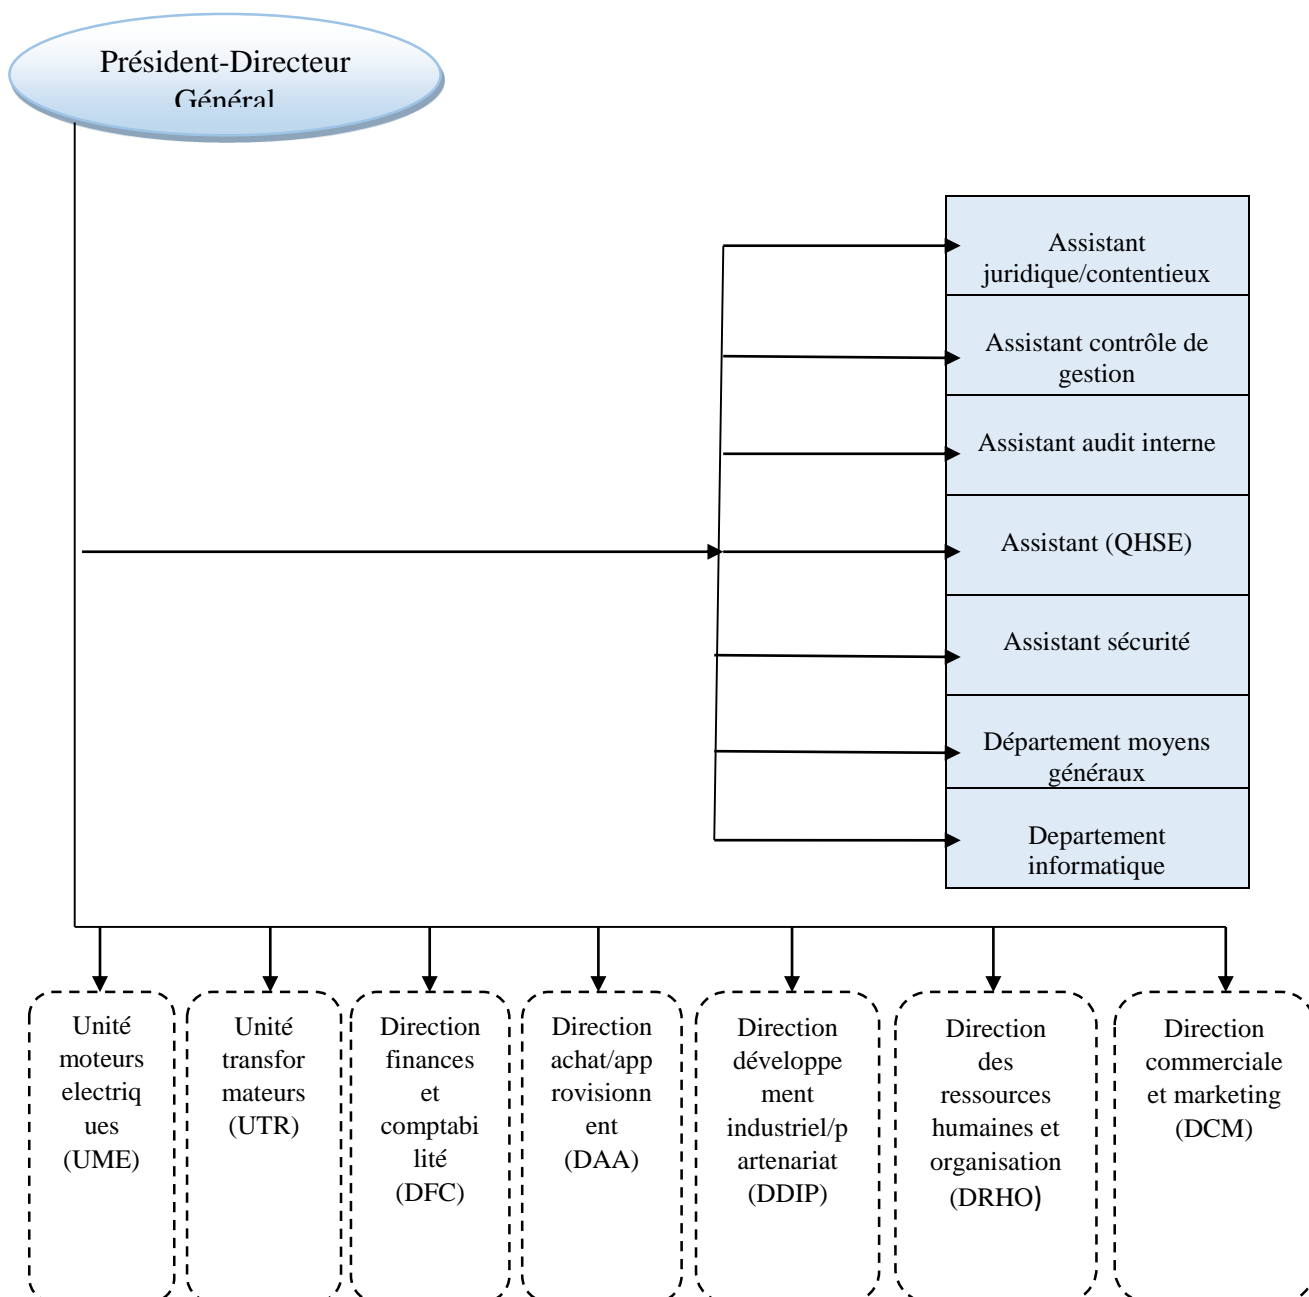 Président-Directeur
Général
Assistant
juridique/contentieux
Assistant contrôle de
gestion
Assistant audit interne
Assistant (QHSE)
Assistant sécurité
Département moyens
généraux
Departement
informatique
Unité
moteurs
electriq
ues
(UME)
Unité
transfor
mateurs
(UTR)
Direction
finances
et
comptabi
lité
(DFC)
Direction
achat/app
rovisionn
ent
(DAA)
Direction
développe
ment
industriel/p
artenariat
(DDIP)
Direction
des
ressources
humaines et
organisation
(DRHO)
Direction
commerciale
et marketing
(DCM)